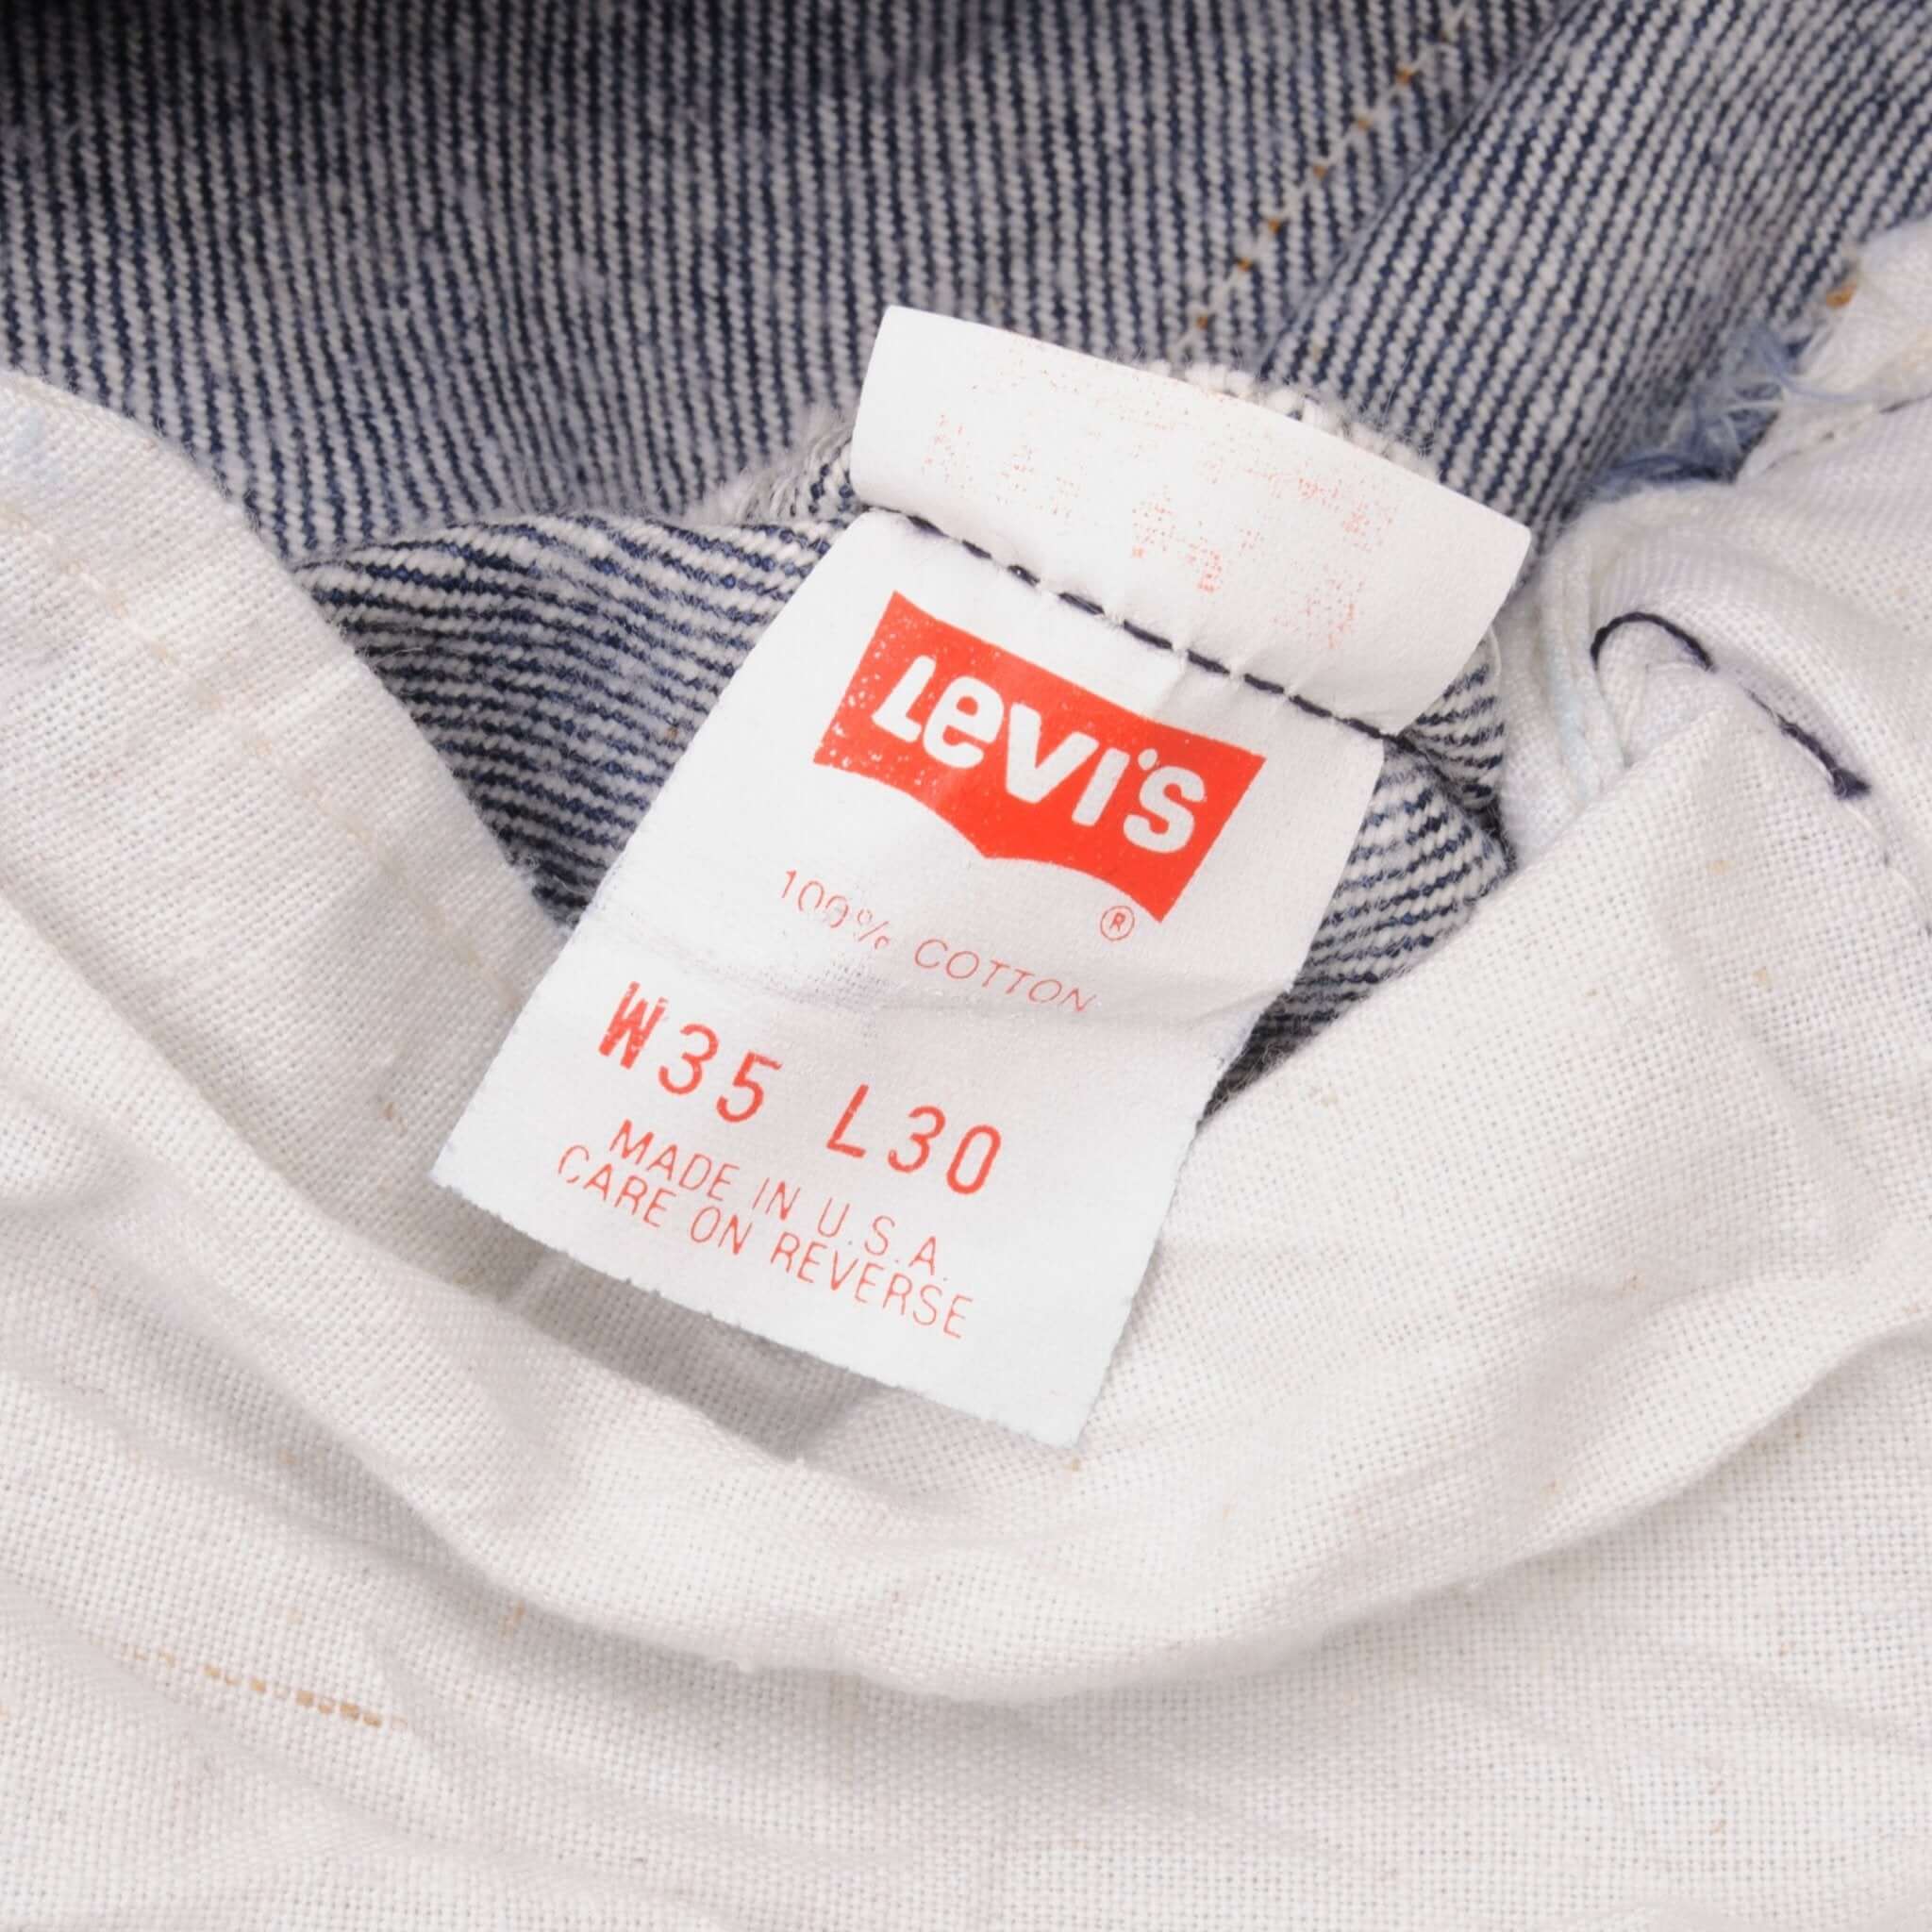 Levi's
®
100% COTTON
W35 L30
MADE IN U.S.A.
CARE ON REVERSE